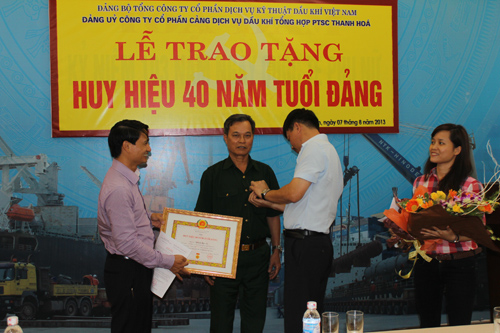 ĐẢNG BỘ TỔNG CÔNG TY CỔ PHẦN DỊCH VỤ KỸ THUẬT DẦU KHÍ VIỆT NAM
ĐẢNG UỶ CÔNG TY CỔ PHẦN CẢNG DỊCH VỤ DẦU KHÍ TỔNG HỢP PTSC THANH HOÁ
LỄ TRAO TẶNG
HUY HIỆU 40 NĂM TUỔI ĐẢNG
ngày 07 tháng 8 năm 2013